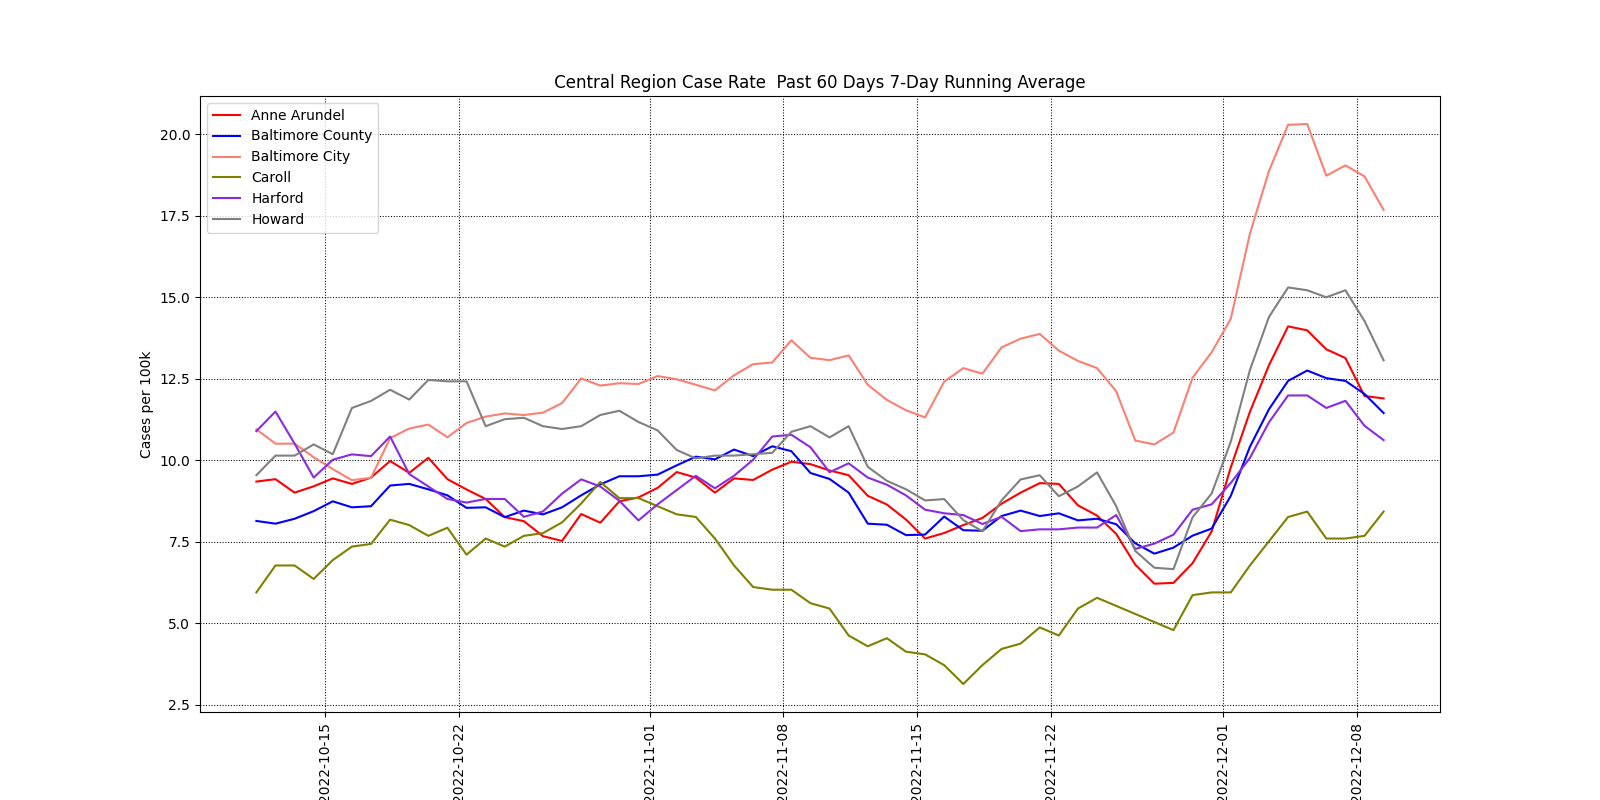 Central Region Case Rate  Past 60 Days 7-Day Running Average
Anne Arundel
Baltimore County
Baltimore City
Caroll
Harford
Howard
Cases per 100k
20.0
17.5
15.0
12.5
10.0
7.5
5.0
2.5
2022-10-15
2022-10-22
2022-11-01
2022-11-08
2022-11-15
2022-11-22
2022-12-01
2022-12-08